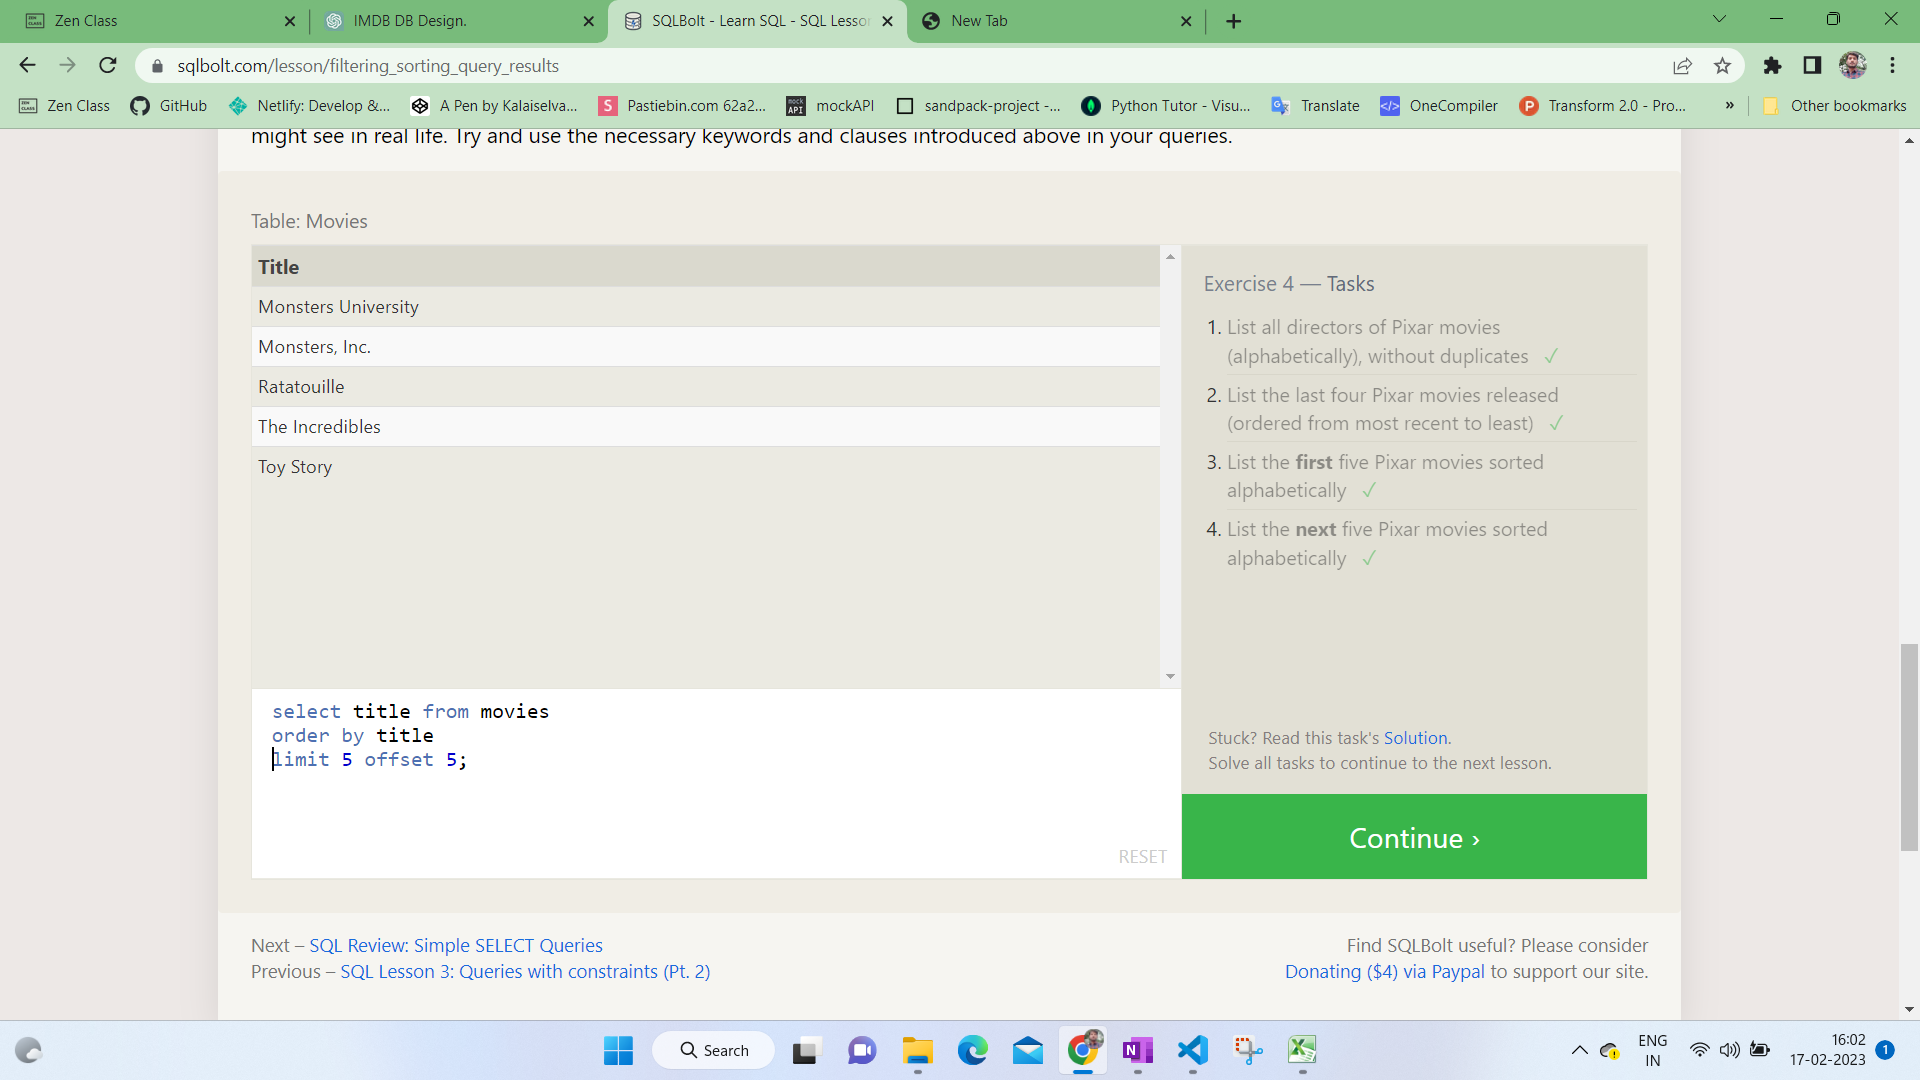 Zen Class
IMDB DB Design.
SQLBolt - Learn SQL - SQL Lesson
New Tab
sqlbolt.com/lesson/filtering_sorting_query_results
Zen Class
GitHub
Netlify: Develop &...
A Pen by Kalaiselva...
Pastiebin.com 62a2...
mockAPI
sandpack-project -...
Python Tutor - Visu...
Translate
OneCompiler
Transform 2.0 - Pro...
»
Other bookmarks
might see in real life. Try and use the necessary keywords and clauses introduced above in your queries.
Table: Movies
Title
Monsters University
Monsters, Inc.
Ratatouille
The Incredibles
Toy Story
Exercise 4 — Tasks
1. List all directors of Pixar movies
(alphabetically), without duplicates ✓
2. List the last four Pixar movies released
(ordered from most recent to least) ✓
3. List the first five Pixar movies sorted
alphabetically ✓
4. List the next five Pixar movies sorted
alphabetically ✓
Stuck? Read this task's Solution.
Solve all tasks to continue to the next lesson.
Continue ›
select title from movies
order by title
limit 5 offset 5;
RESET
Next – SQL Review: Simple SELECT Queries
Previous – SQL Lesson 3: Queries with constraints (Pt. 2)
Find SQLBolt useful? Please consider
Donating ($4) via Paypal to support our site.
Search
ENG
IN
16:02
17-02-2023
1